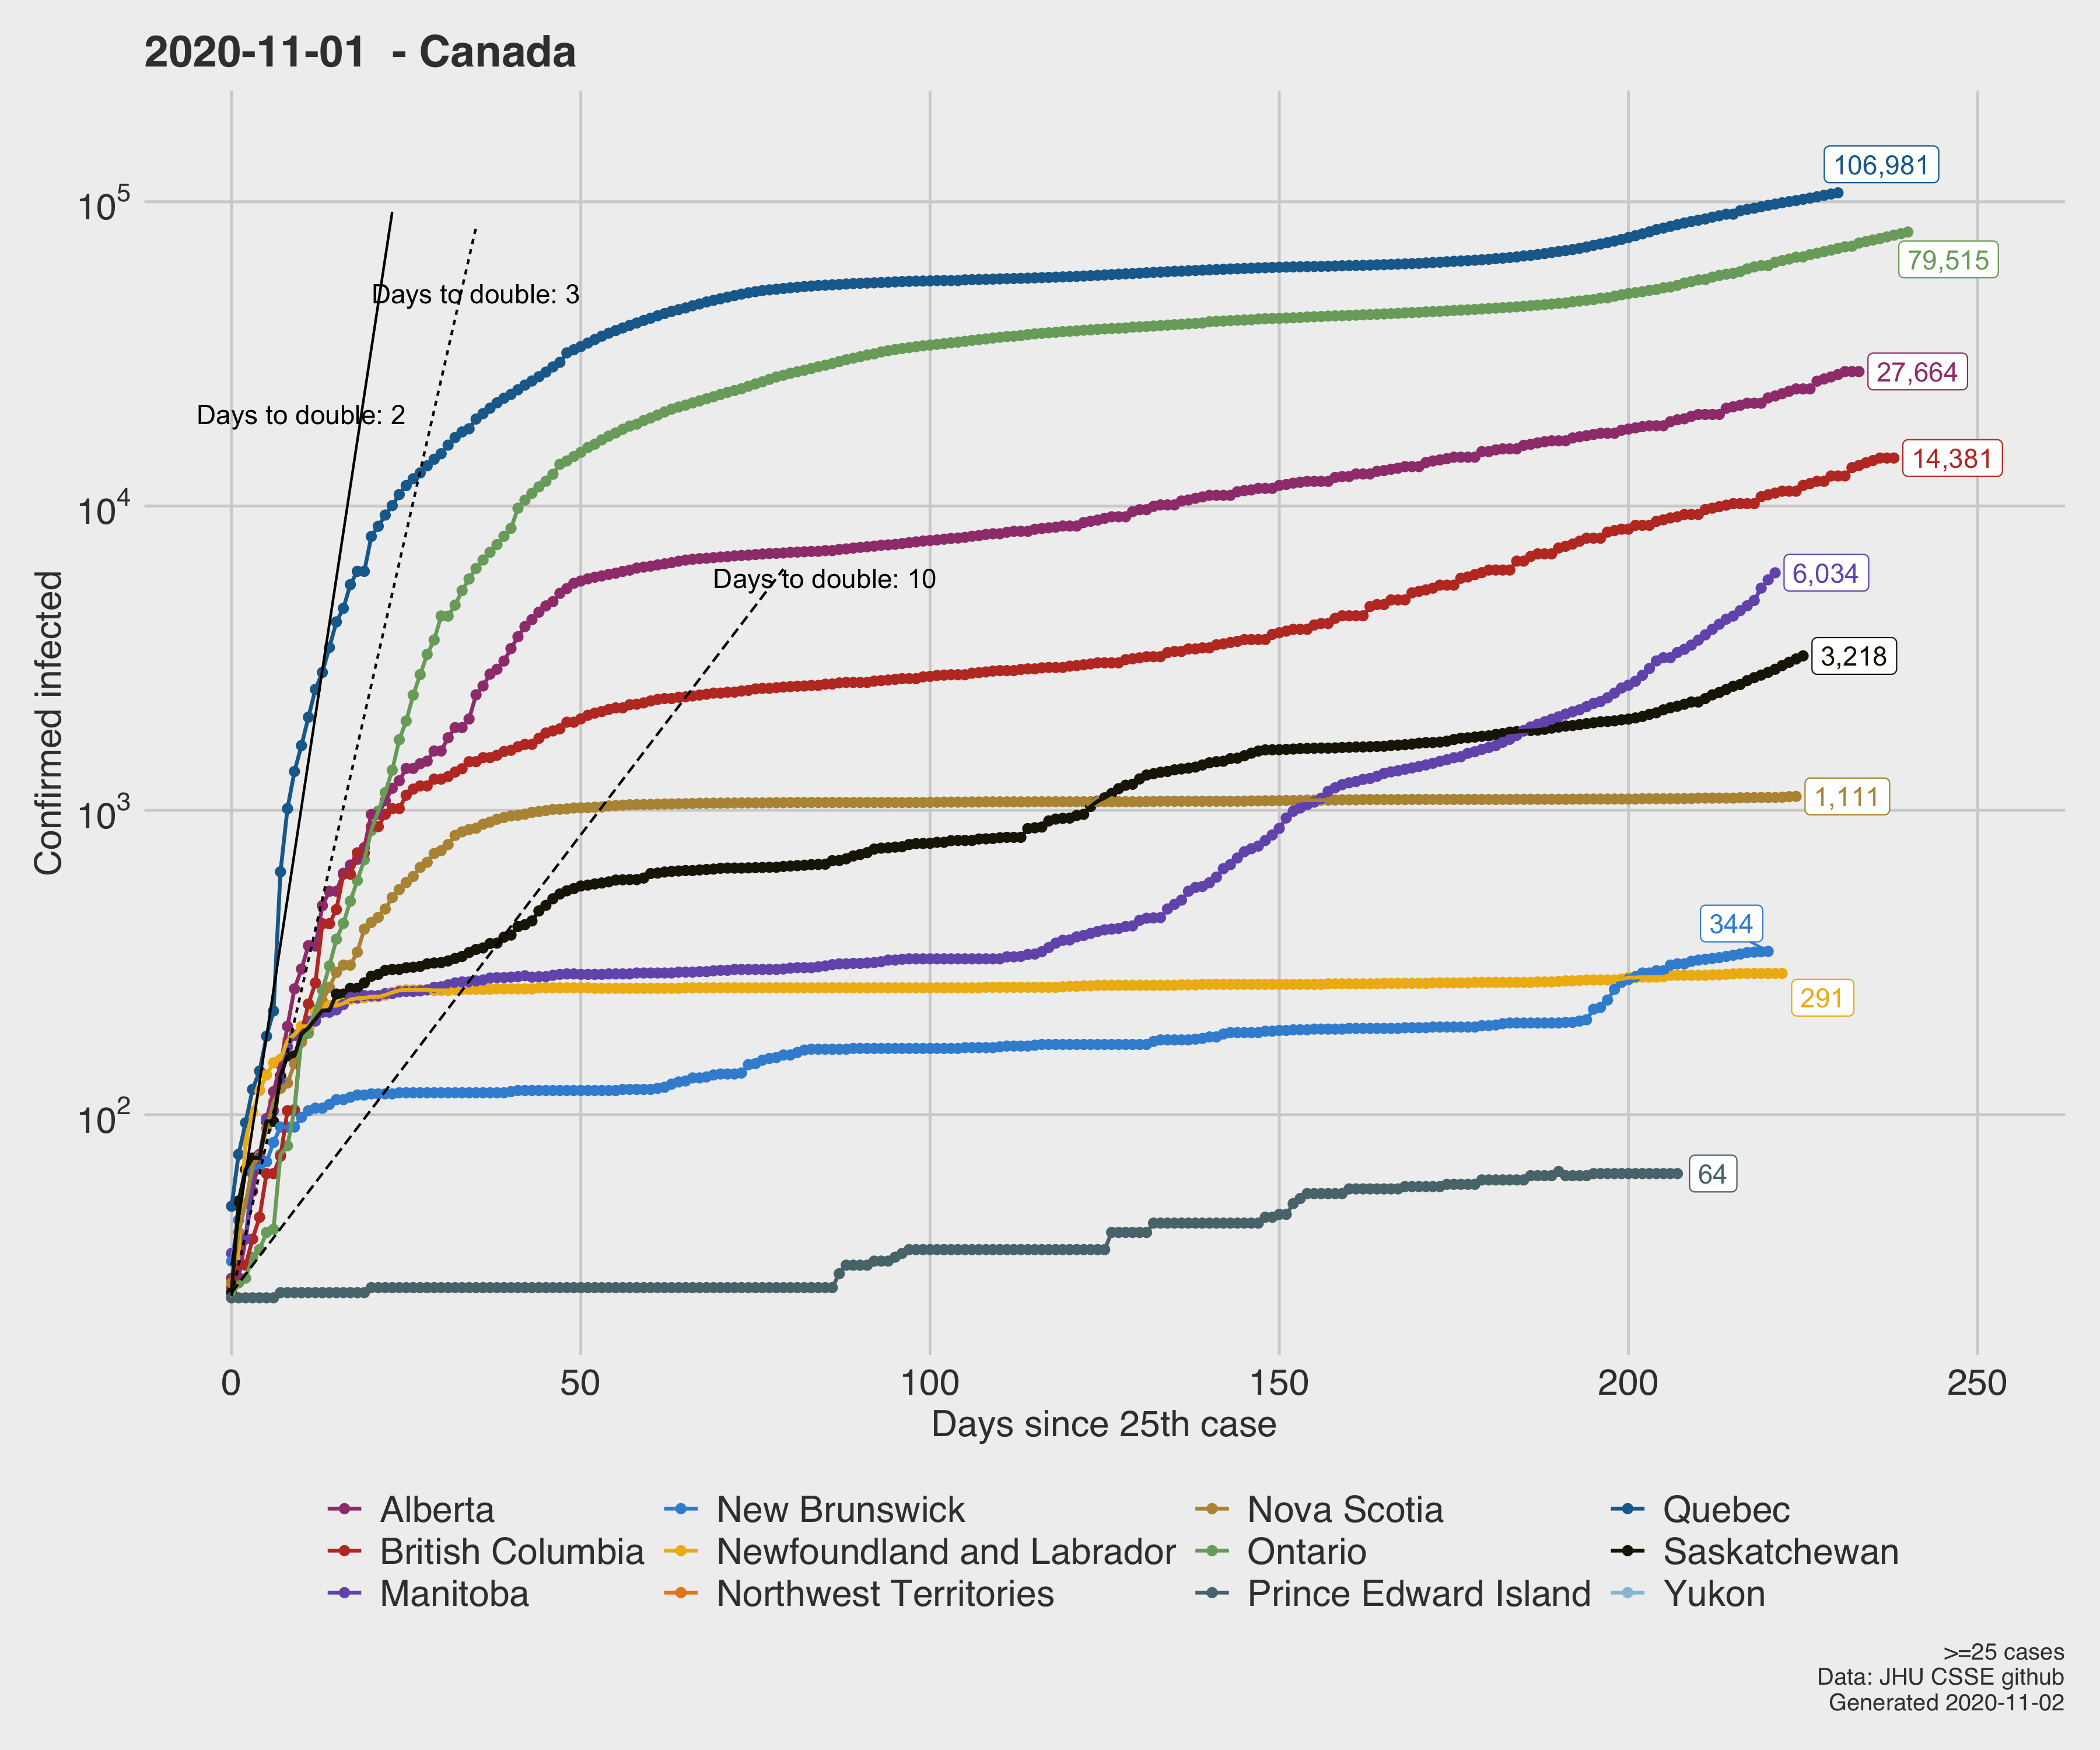 2020-11-01 - Canada
106,981
10^5
79,515
Days to double: 3
27,664
Days to double: 2
14,381
10^4
Days to double: 10
6,034
3,218
Confirmed infected
1,111
10^3
344
291
10^2
64
0 50 100 150 200 250
Days since 25th case
Alberta New Brunswick Nova Scotia Quebec
British Columbia Newfoundland and Labrador Ontario Saskatchewan
Manitoba Northwest Territories Prince Edward Island Yukon
>=25 cases
Data: JHU CSSE github
Generated 2020-11-02